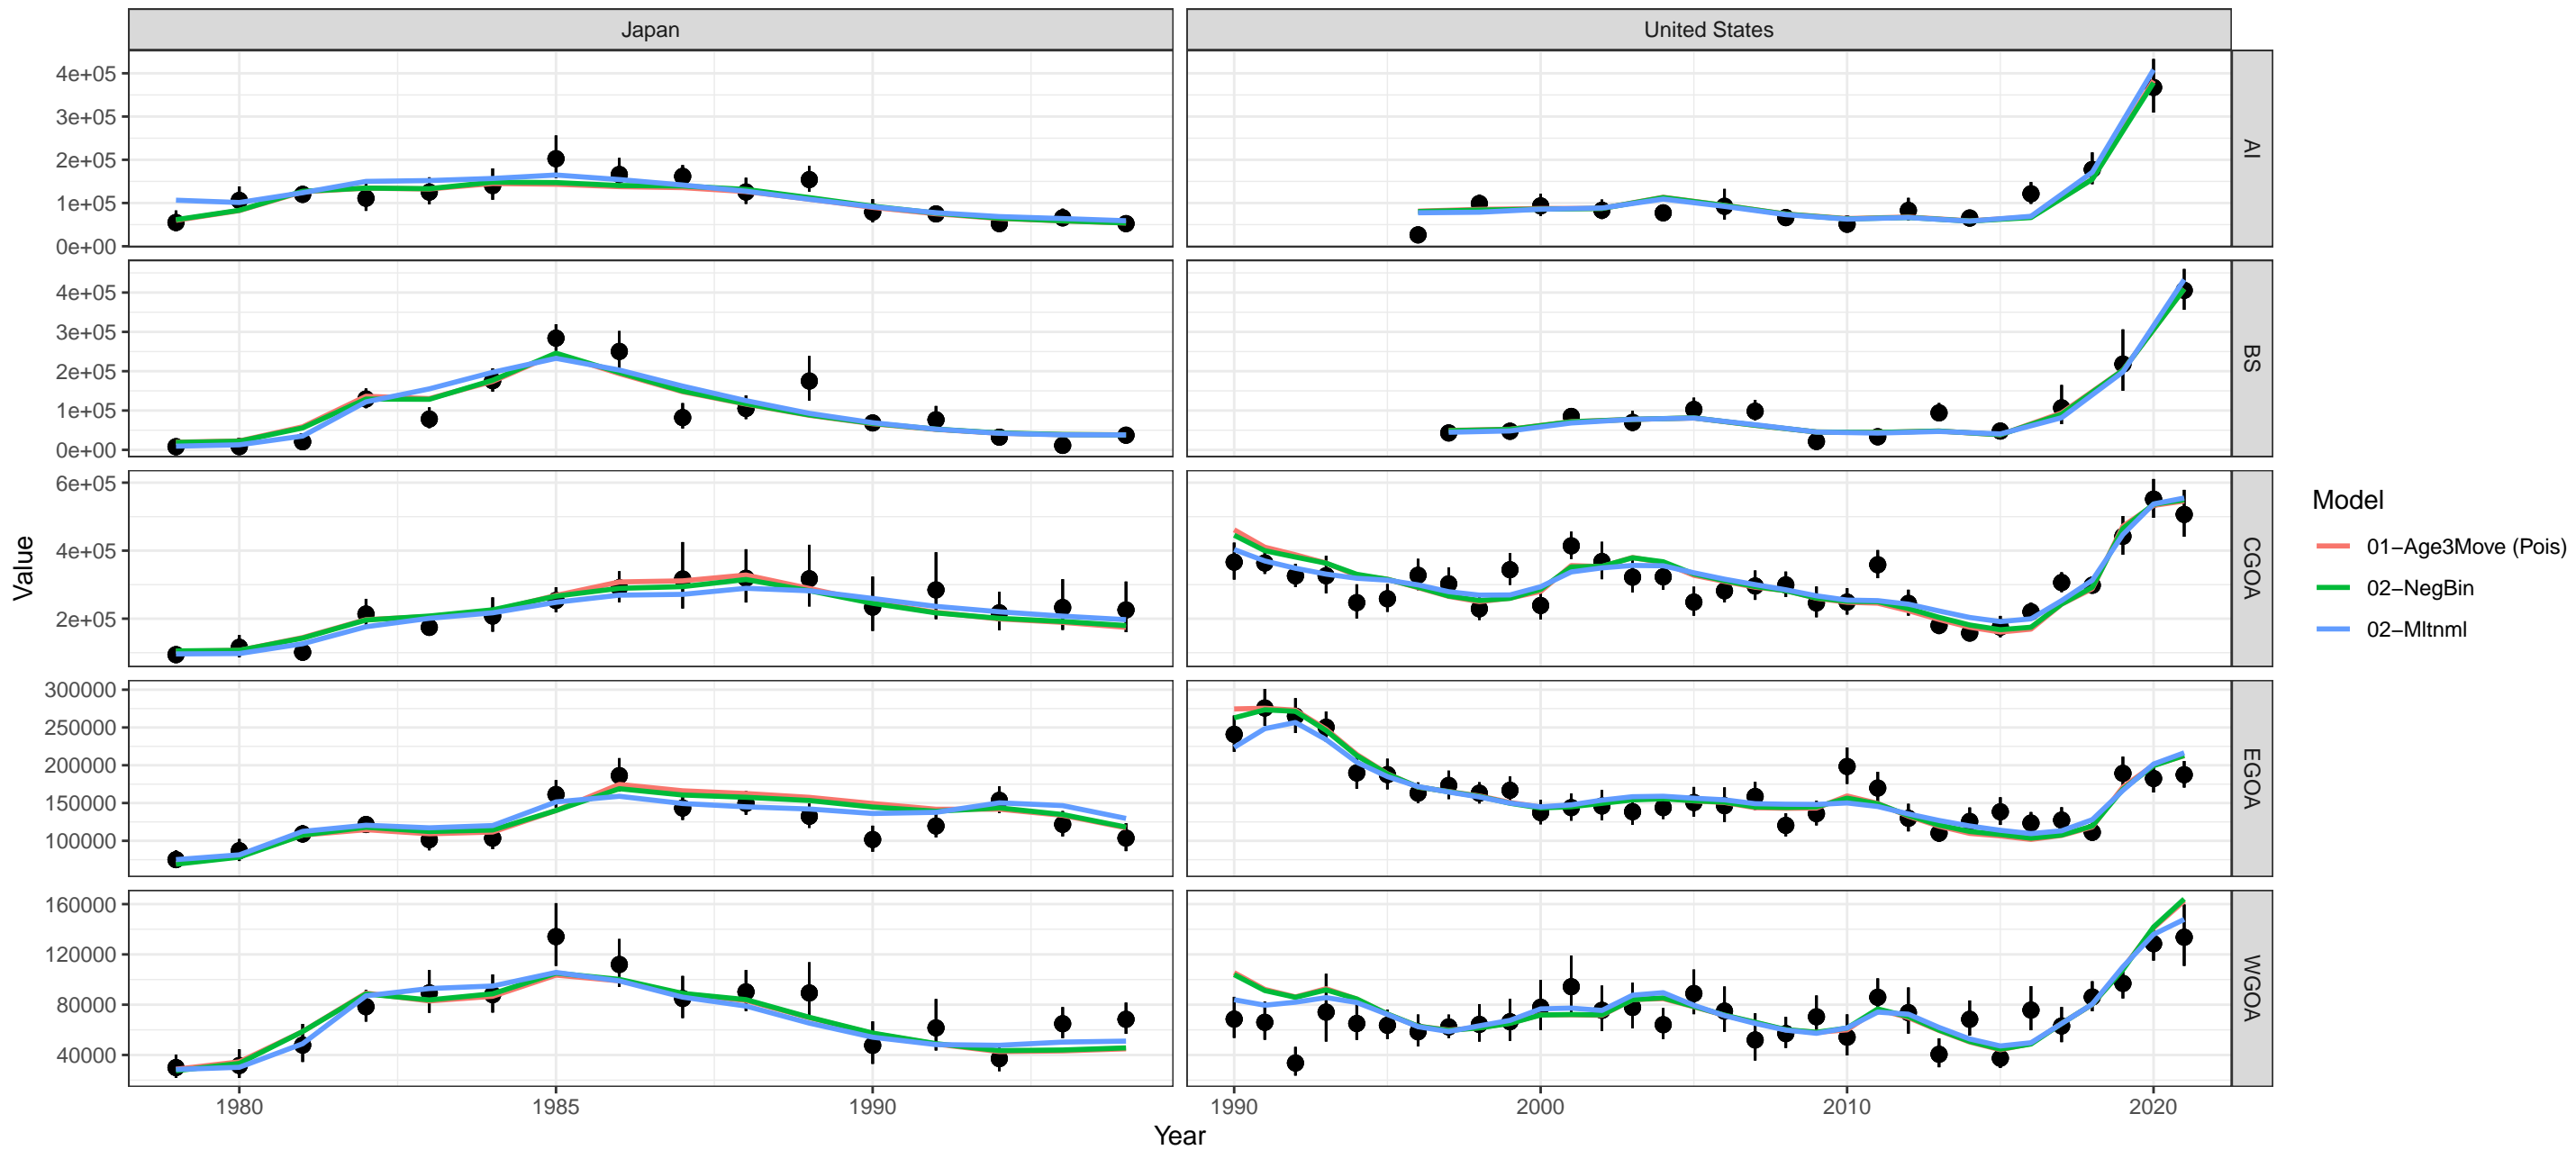 Japan
United States
4e+05
3e+05
2e+05
1e+05
0e+00
AI
4e+05
3e+05
2e+05
1e+05
0e+00
BS
6e+05
4e+05
2e+05
CGOA
300000
250000
200000
150000
100000
EGOA
160000
120000
80000
40000
WGOA
1980
1985
1990
1990
2000
2010
2020
Year
Value
Model
01−Age3Move (Pois)
02−NegBin
02−Mltnml